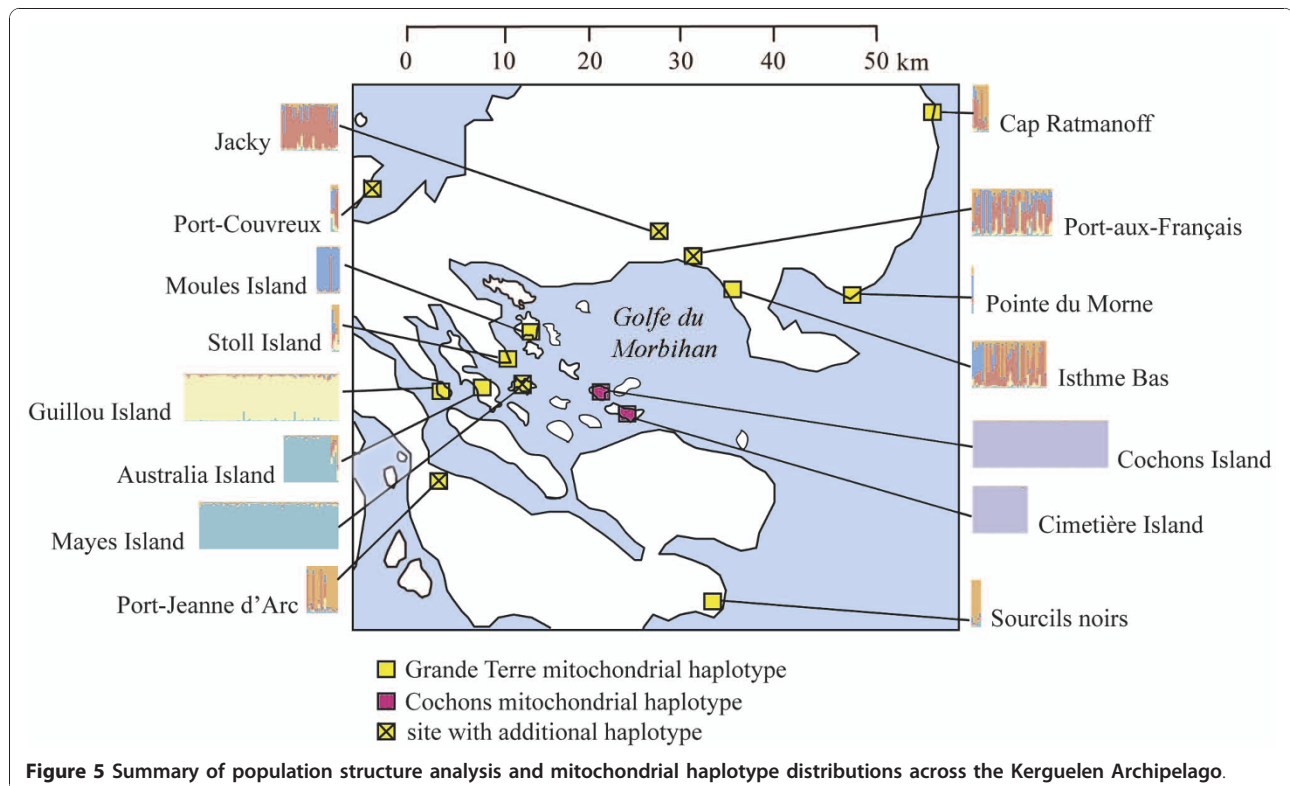 0 10 20 30 40 50 km
Jacky
Port-Couvreux
Moules Island
Stoll Island
Guillou Island
Australia Island
Mayes Island
Port-Jeanne d’Arc
Golfe du
Morbihan
Cap Ratmanoff
Port-aux-Français
Pointe du Morne
Isthme Bas
Cochons Island
Cimetière Island
Sourcils noirs
Grande Terre mitochondrial haplotype
Cochons mitochondrial haplotype
site with additional haplotype
Figure 5 Summary of population structure analysis and mitochondrial haplotype distributions across the Kerguelen Archipelago.